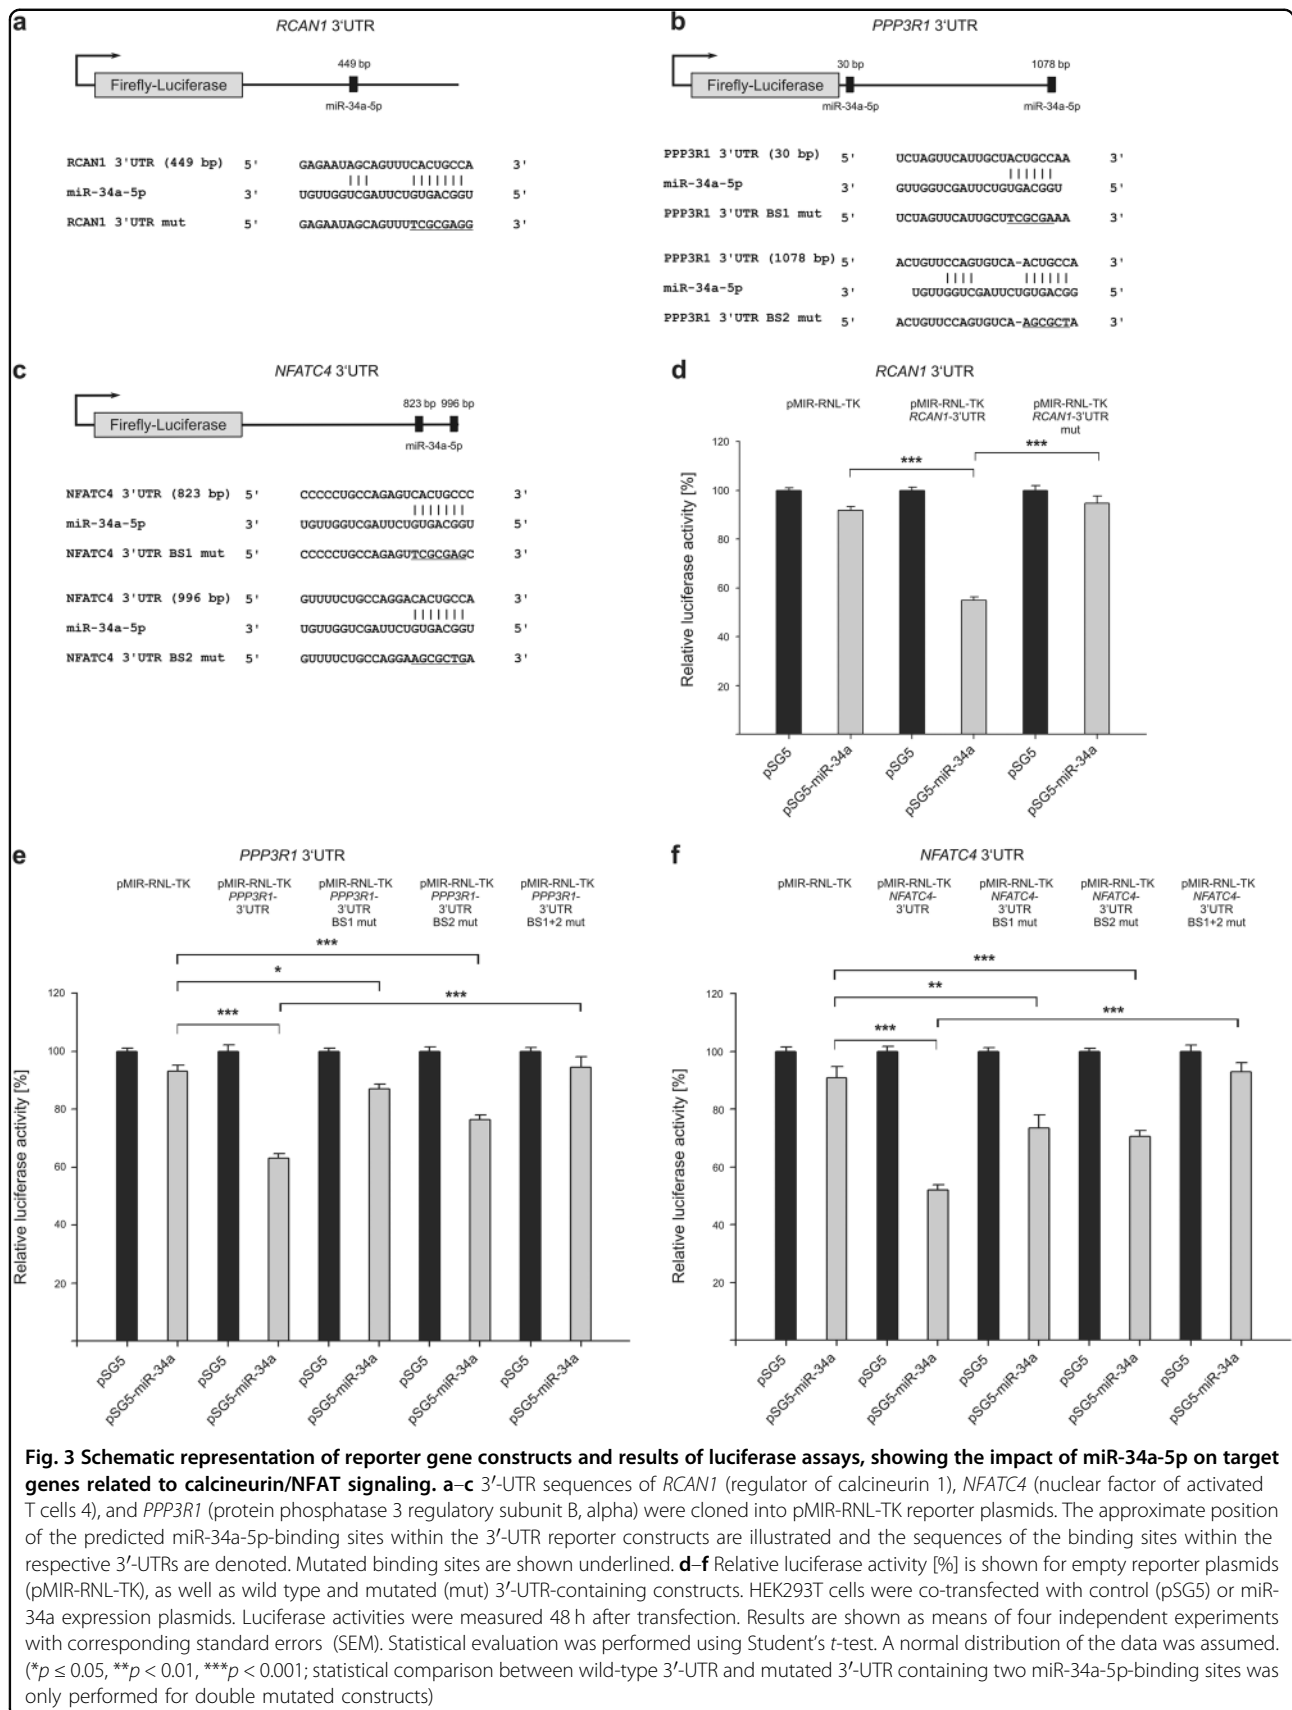 a
RCAN1 3'UTR
449 bp
Firefly-Luciferase
miR-34a-5p
RCAN1 3'UTR (449 bp) 5' GAGAAUAGCAGUUUCACUGCCA 3'
miR-34a-5p 3' UGUUGGUCGAUUCUGUGACGGU 5'
RCAN1 3'UTR mut 5' GAGAAUAGCAGUUUTCGCGAGG 3'
b
PPP3R1 3'UTR
30 bp 1078 bp
Firefly-Luciferase
miR-34a-5p miR-34a-5p
PPP3R1 3'UTR (30 bp) 5' UCUAGUUCAUUGCUACUGCCAA 3'
miR-34a-5p 3' GUUGGUCGAUUCUGUGACGGU 5'
PPP3R1 3'UTR BS1 mut 5' UCUAGUUCAUUGCUTCGCGAAA 3'
PPP3R1 3'UTR (1078 bp) 5' ACUGUUCCAGUGUCA-ACUGCCA 3'
miR-34a-5p 3' UGUUGGUCGAUUCUGUGACGG 5'
PPP3R1 3'UTR BS2 mut 5' ACUGUUCCAGUGUCA-AGCGCTA 3'
c
NFATC4 3'UTR
823 bp 996 bp
Firefly-Luciferase
miR-34a-5p
NFATC4 3'UTR (823 bp) 5' CCCCCUGCCAGAGUCACUGCCC 3'
miR-34a-5p 3' UGUUGGUCGAUUCUGUGACGGU 5'
NFATC4 3'UTR BS1 mut 5' CCCCCUGCCAGAGUTCGCGAGC 3'
NFATC4 3'UTR (996 bp) 5' GUUUUCUGCCAGGACACUGCCA 3'
miR-34a-5p 3' UGUUGGUCGAUUCUGUGACGGU 5'
NFATC4 3'UTR BS2 mut 5' GUUUUCUGCCAGGAAGCGCTGA 3'
d
RCAN1 3'UTR
pMIR-RNL-TK pMIR-RNL-TK pMIR-RNL-TK
RCAN1-3'UTR RCAN1-3'UTR
mut
*** ***
Relative luciferase activity [%]
120
100
80
60
40
20
pSG5 pSG5-miR-34a pSG5 pSG5-miR-34a pSG5 pSG5-miR-34a
e
PPP3R1 3'UTR
pMIR-RNL-TK pMIR-RNL-TK pMIR-RNL-TK pMIR-RNL-TK pMIR-RNL-TK
PPP3R1- PPP3R1- PPP3R1- PPP3R1-
3'UTR 3'UTR 3'UTR 3'UTR
BS1 mut BS2 mut BS1+2 mut
***
*
*** ***
Relative luciferase activity [%]
120
100
80
60
40
20
pSG5 pSG5-miR-34a pSG5 pSG5-miR-34a pSG5 pSG5-miR-34a pSG5 pSG5-miR-34a pSG5 pSG5-miR-34a
f
NFATC4 3'UTR
pMIR-RNL-TK pMIR-RNL-TK pMIR-RNL-TK pMIR-RNL-TK pMIR-RNL-TK
NFATC4- NFATC4- NFATC4- NFATC4-
3'UTR 3'UTR 3'UTR 3'UTR
BS1 mut BS2 mut BS1+2 mut
***
**
*** ***
Relative luciferase activity [%]
120
100
80
60
40
20
pSG5 pSG5-miR-34a pSG5 pSG5-miR-34a pSG5 pSG5-miR-34a pSG5 pSG5-miR-34a pSG5 pSG5-miR-34a
Fig. 3 Schematic representation of reporter gene constructs and results of luciferase assays, showing the impact of miR-34a-5p on target
genes related to calcineurin/NFAT signaling. a–c 3′-UTR sequences of RCAN1 (regulator of calcineurin 1), NFATC4 (nuclear factor of activated
T cells 4), and PPP3R1 (protein phosphatase 3 regulatory subunit B, alpha) were cloned into pMIR-RNL-TK reporter plasmids. The approximate position
of the predicted miR-34a-5p-binding sites within the 3′-UTR reporter constructs are illustrated and the sequences of the binding sites within the
respective 3′-UTRs are denoted. Mutated binding sites are shown underlined. d–f Relative luciferase activity [%] is shown for empty reporter plasmids
(pMIR-RNL-TK), as well as wild type and mutated (mut) 3′-UTR-containing constructs. HEK293T cells were co-transfected with control (pSG5) or miR-
34a expression plasmids. Luciferase activities were measured 48 h after transfection. Results are shown as means of four independent experiments
with corresponding standard errors (SEM). Statistical evaluation was performed using Student's t-test. A normal distribution of the data was assumed.
(*p ≤ 0.05, **p < 0.01, ***p < 0.001; statistical comparison between wild-type 3′-UTR and mutated 3′-UTR containing two miR-34a-5p-binding sites was
only performed for double mutated constructs)